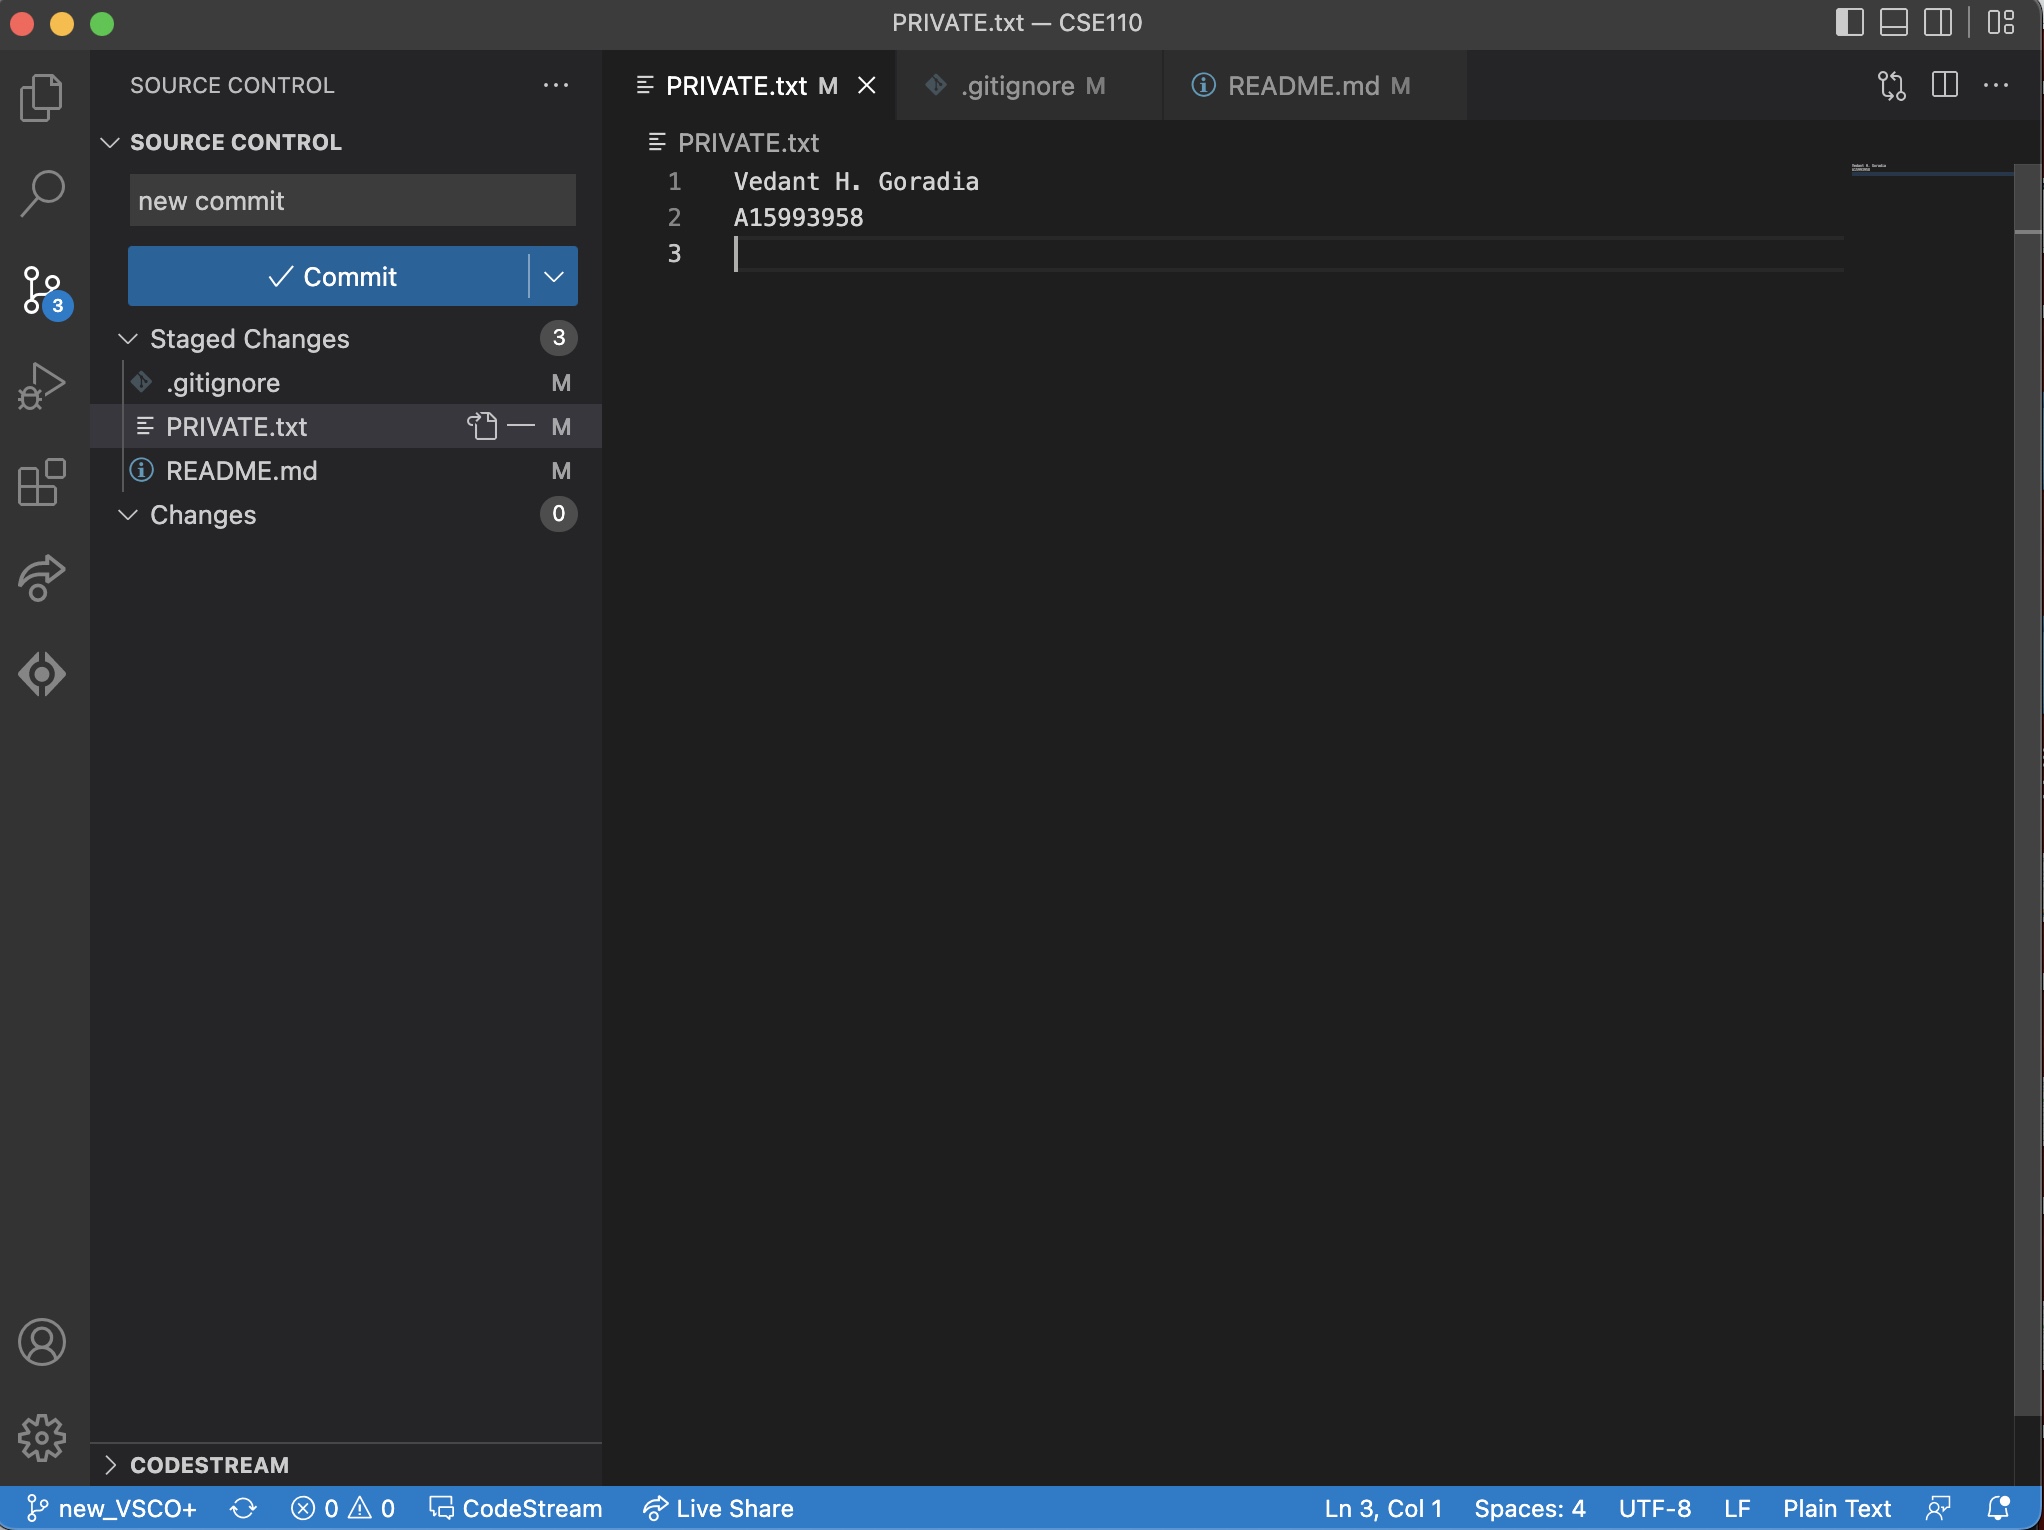 PRIVATE.txt — CSE110
SOURCE CONTROL
SOURCE CONTROL
new commit
Commit
Staged Changes 3
.gitignore M
PRIVATE.txt M
README.md M
Changes 0
CODESTREAM
PRIVATE.txt M
.gitignore M
README.md M
PRIVATE.txt
1 Vedant H. Goradia
2 A15993958
3
3
new_VSCO+ 0 0 CodeStream Live Share Ln 3, Col 1 Spaces: 4 UTF-8 LF Plain Text